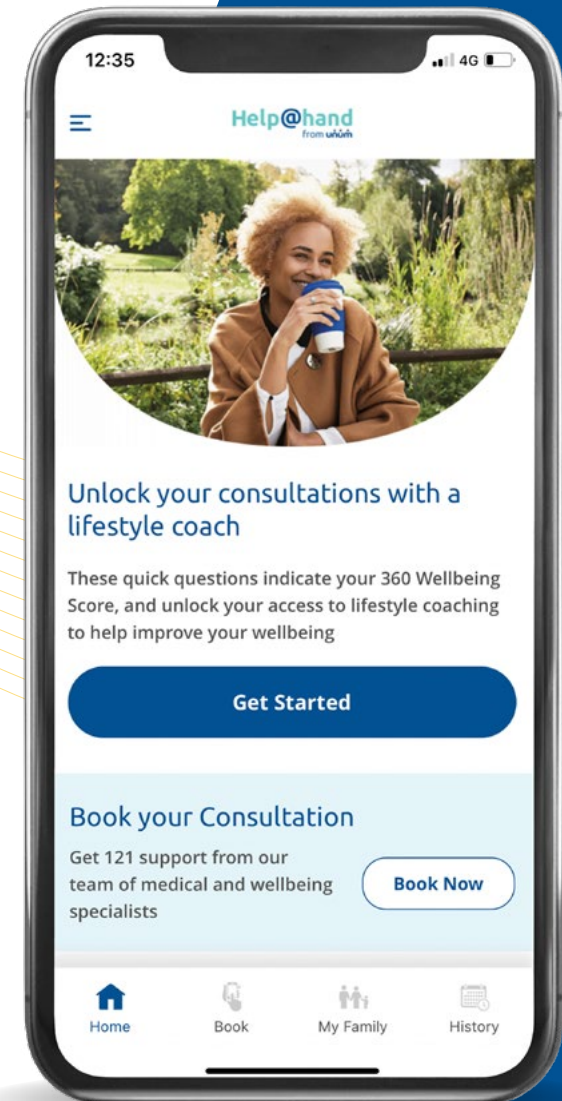 12:35
4G
Help@hand
from unum
Unlock your consultations with a
lifestyle coach
These quick questions indicate your 360 Wellbeing
Score, and unlock your access to lifestyle coaching
to help improve your wellbeing
Get Started
Book your Consultation
Get 121 support from our
team of medical and wellbeing
specialists
Book Now
Home
Book
My Family
History